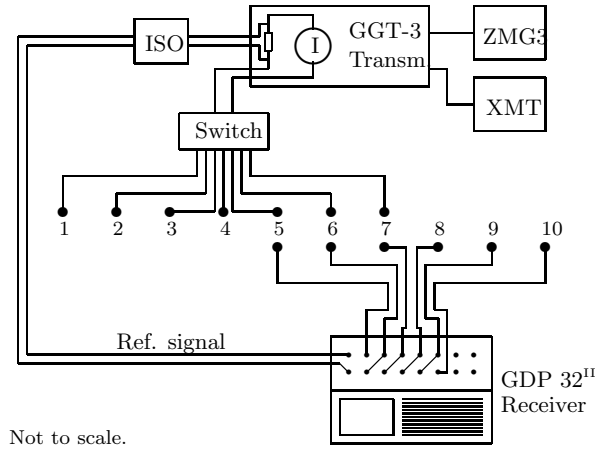 ISO
I
GGT-3
Transm.
ZMG3
XMT
Switch
1 2 3 4 5 6 7 8 9 10
Ref. signal
GDP 32II
Receiver
Not to scale.